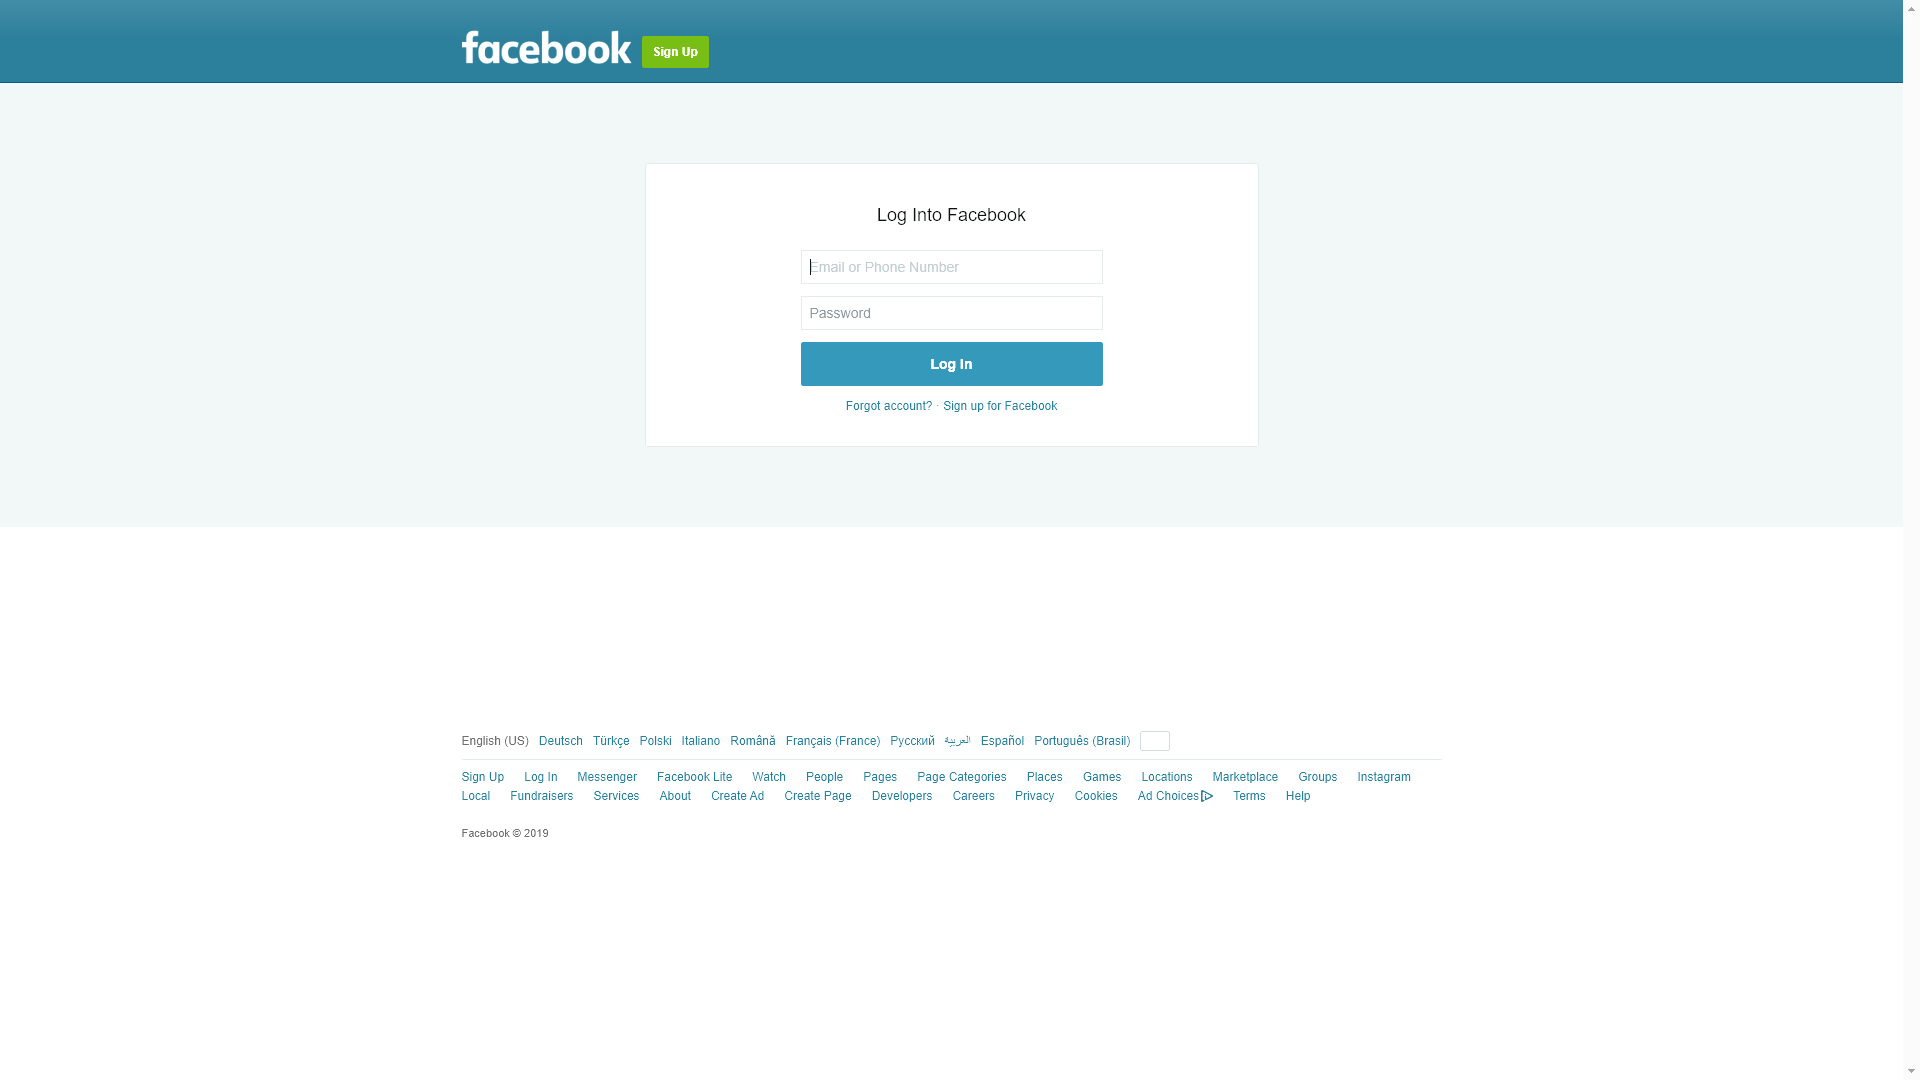 facebook Sign Up
Log Into Facebook
Email or Phone Number
Password
Log In
Forgot account? · Sign up for Facebook
English (US) Deutsch Türkçe Polski Italiano Română Français (France) Русский العربية Español Português (Brasil)
Sign Up Log In Messenger Facebook Lite Watch People Pages Page Categories Places Games Locations Marketplace Groups Instagram
Local Fundraisers Services About Create Ad Create Page Developers Careers Privacy Cookies Ad Choices Terms Help
Facebook © 2019